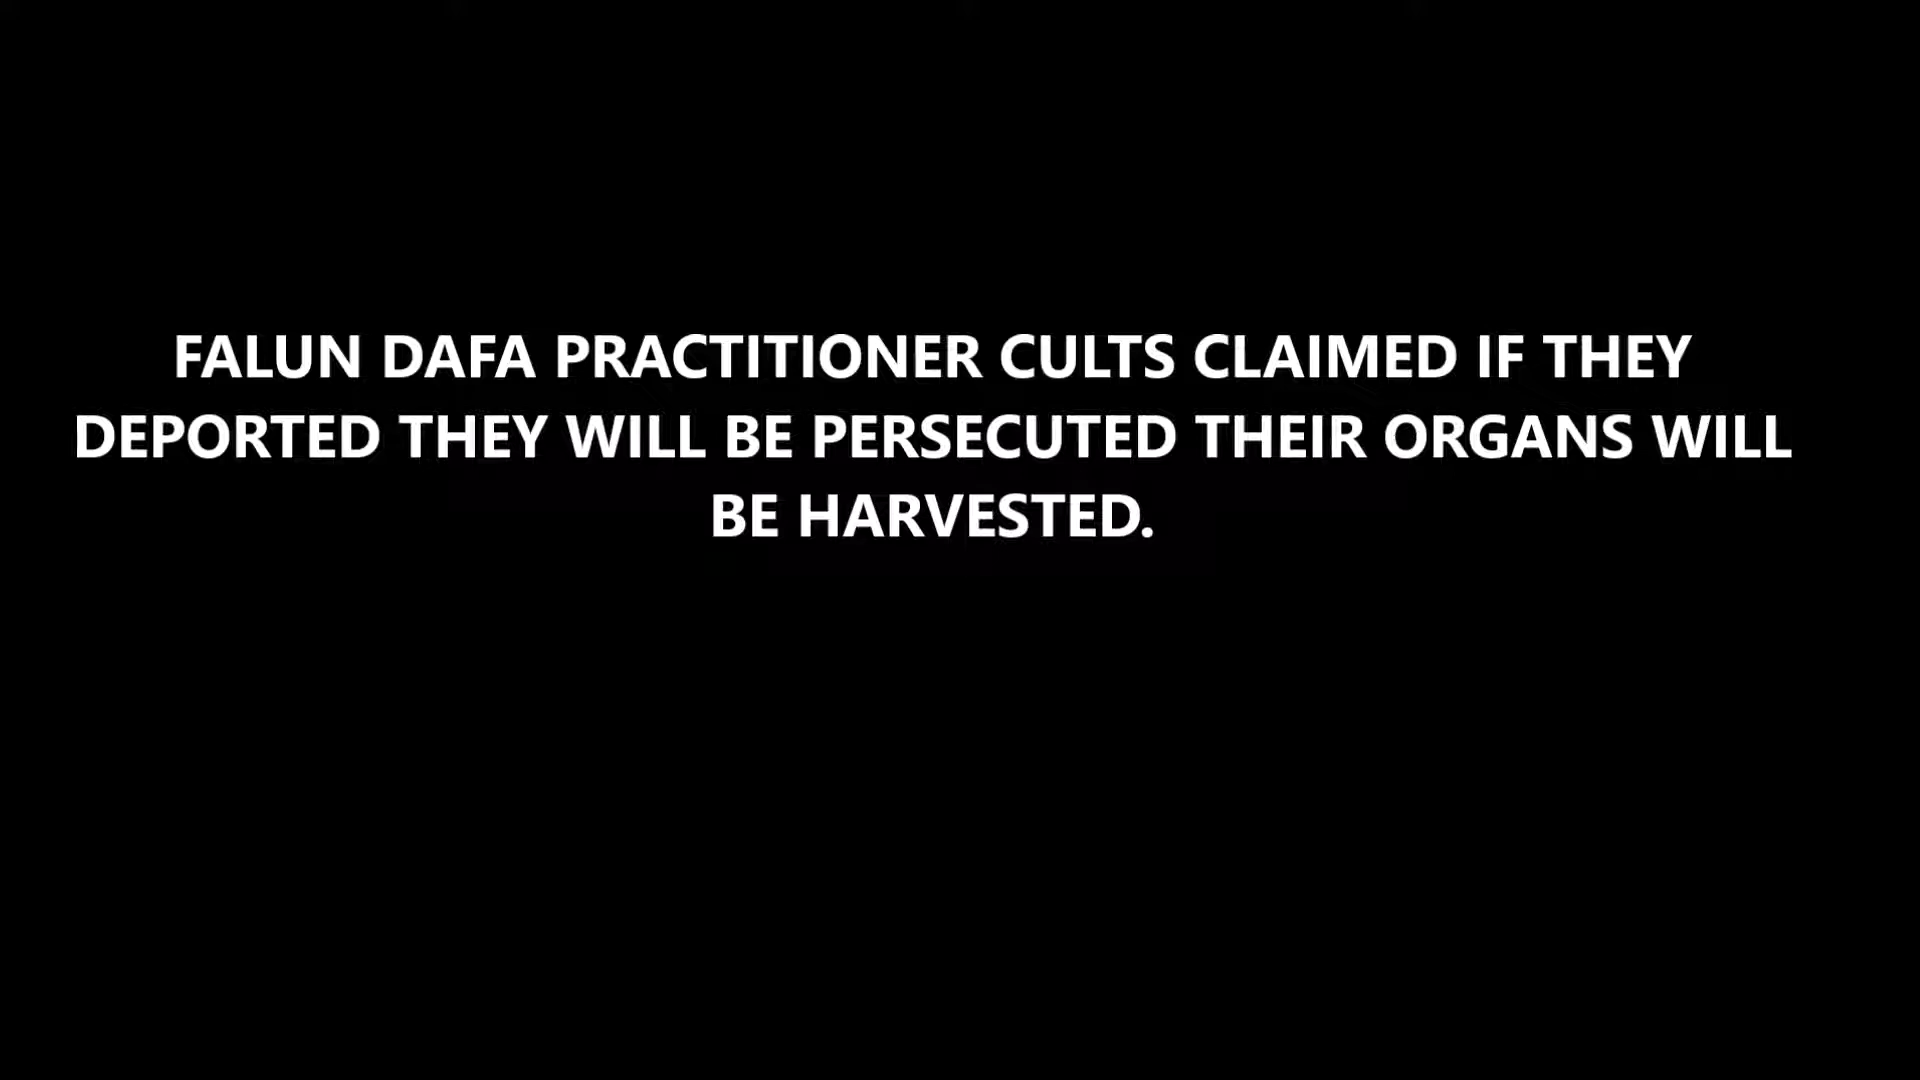 FALUN DAFA PRACTITIONER CULTS CLAIMED IF THEY
DEPORTED THEY WILL BE PERSECUTED THEIR ORGANS WILL
BE HARVESTED.